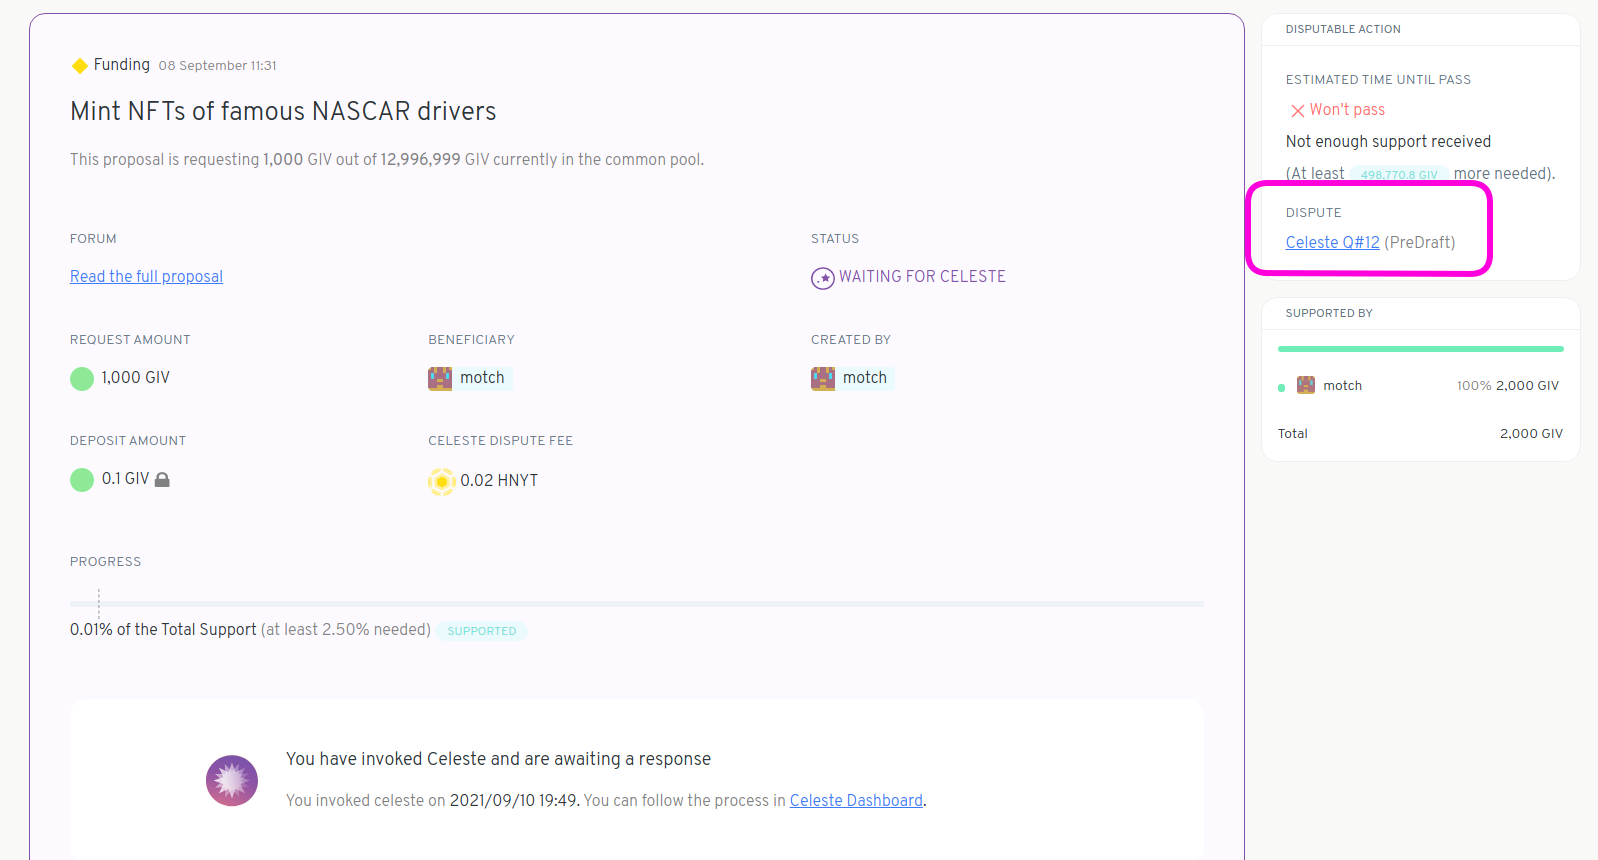 Funding 08 September 11:31
Mint NFTs of famous NASCAR drivers
This proposal is requesting 1,000 GIV out of 12,996,999 GIV currently in the common pool.
FORUM
Read the full proposal
STATUS
WAITING FOR CELESTE
REQUEST AMOUNT
1,000 GIV
BENEFICIARY
motch
CREATED BY
motch
DEPOSIT AMOUNT
0.1 GIV
CELESTE DISPUTE FEE
0.02 HNYT
PROGRESS
0.01% of the Total Support (at least 2.50% needed) SUPPORTED
You have invoked Celeste and are awaiting a response
You invoked celeste on 2021/09/10 19:49. You can follow the process in Celeste Dashboard.
DISPUTABLE ACTION
ESTIMATED TIME UNTIL PASS
Won't pass
Not enough support received
(At least 498,770.8 GIV more needed).
DISPUTE
Celeste Q#12 (PreDraft)
SUPPORTED BY
motch 100% 2,000 GIV
Total 2,000 GIV